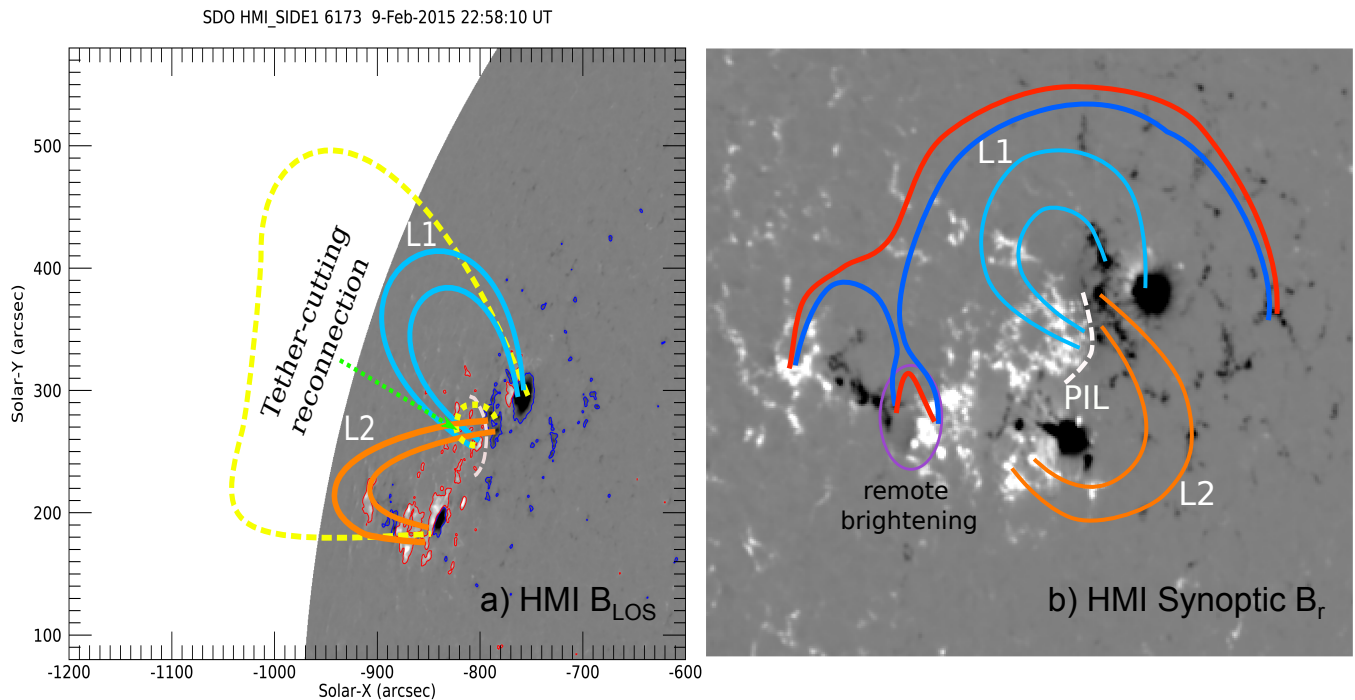 SDO HMI_SIDE1 6173 9-Feb-2015 22:58:10 UT
Solar-Y (arcsec)
500
400
300
200
100
-1200
-1100
-1000
-900
-800
-700
-600
Solar-X (arcsec)
Tether-cutting
reconnection
L1
L2
a) HMI B_LOS
L1
PIL
L2
remote
brightening
b) HMI Synoptic B_r